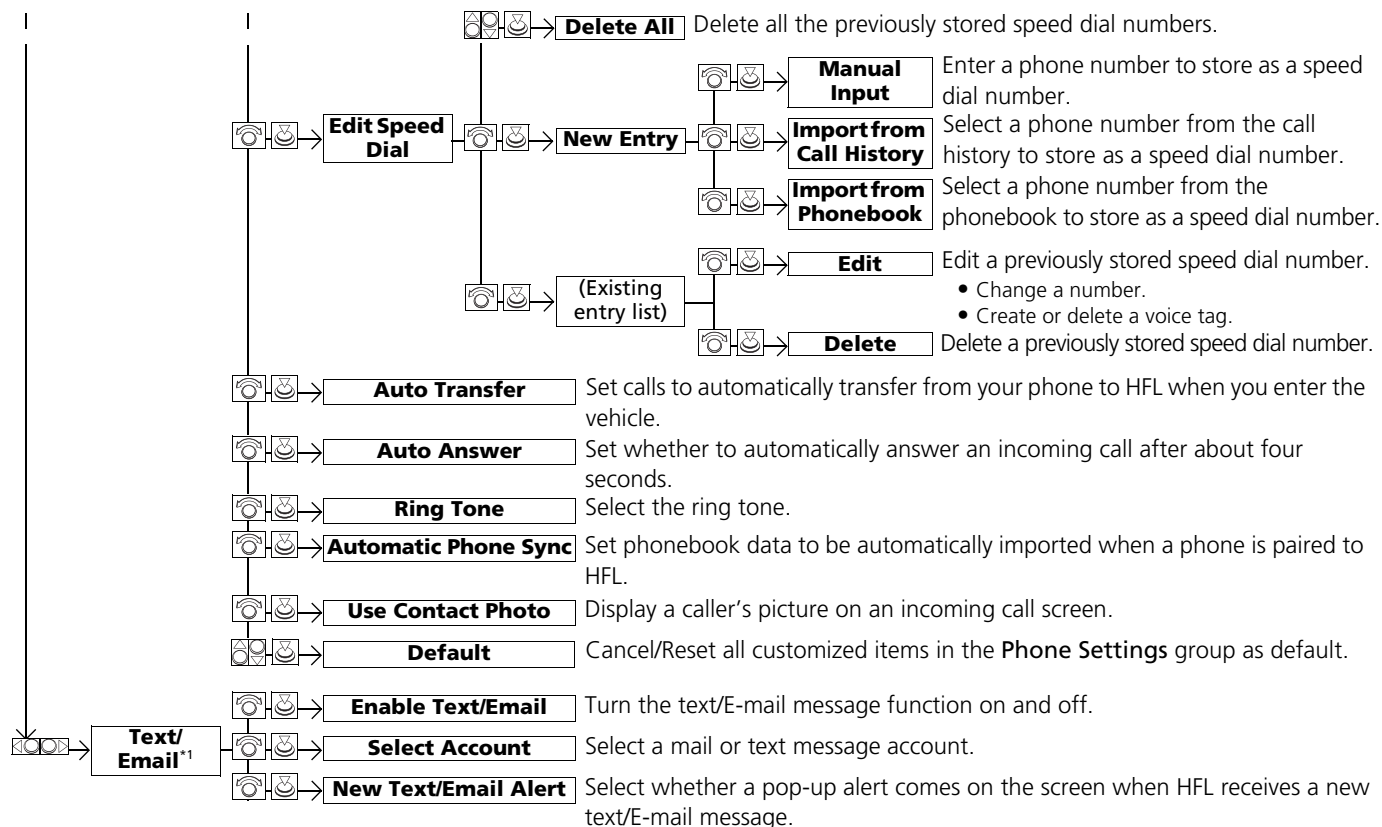 Delete All Delete all the previously stored speed dial numbers.
Manual Input Enter a phone number to store as a speed dial number.
Edit Speed Dial
New Entry
Import from Call History Select a phone number from the call history to store as a speed dial number.
Import from Phonebook Select a phone number from the phonebook to store as a speed dial number.
(Existing entry list)
Edit Edit a previously stored speed dial number.
• Change a number.
• Create or delete a voice tag.
Delete Delete a previously stored speed dial number.
Auto Transfer Set calls to automatically transfer from your phone to HFL when you enter the vehicle.
Auto Answer Set whether to automatically answer an incoming call after about four seconds.
Ring Tone Select the ring tone.
Automatic Phone Sync Set phonebook data to be automatically imported when a phone is paired to HFL.
Use Contact Photo Display a caller's picture on an incoming call screen.
Default Cancel/Reset all customized items in the Phone Settings group as default.
Text/ Email*1
Enable Text/Email Turn the text/E-mail message function on and off.
Select Account Select a mail or text message account.
New Text/Email Alert Select whether a pop-up alert comes on the screen when HFL receives a new text/E-mail message.